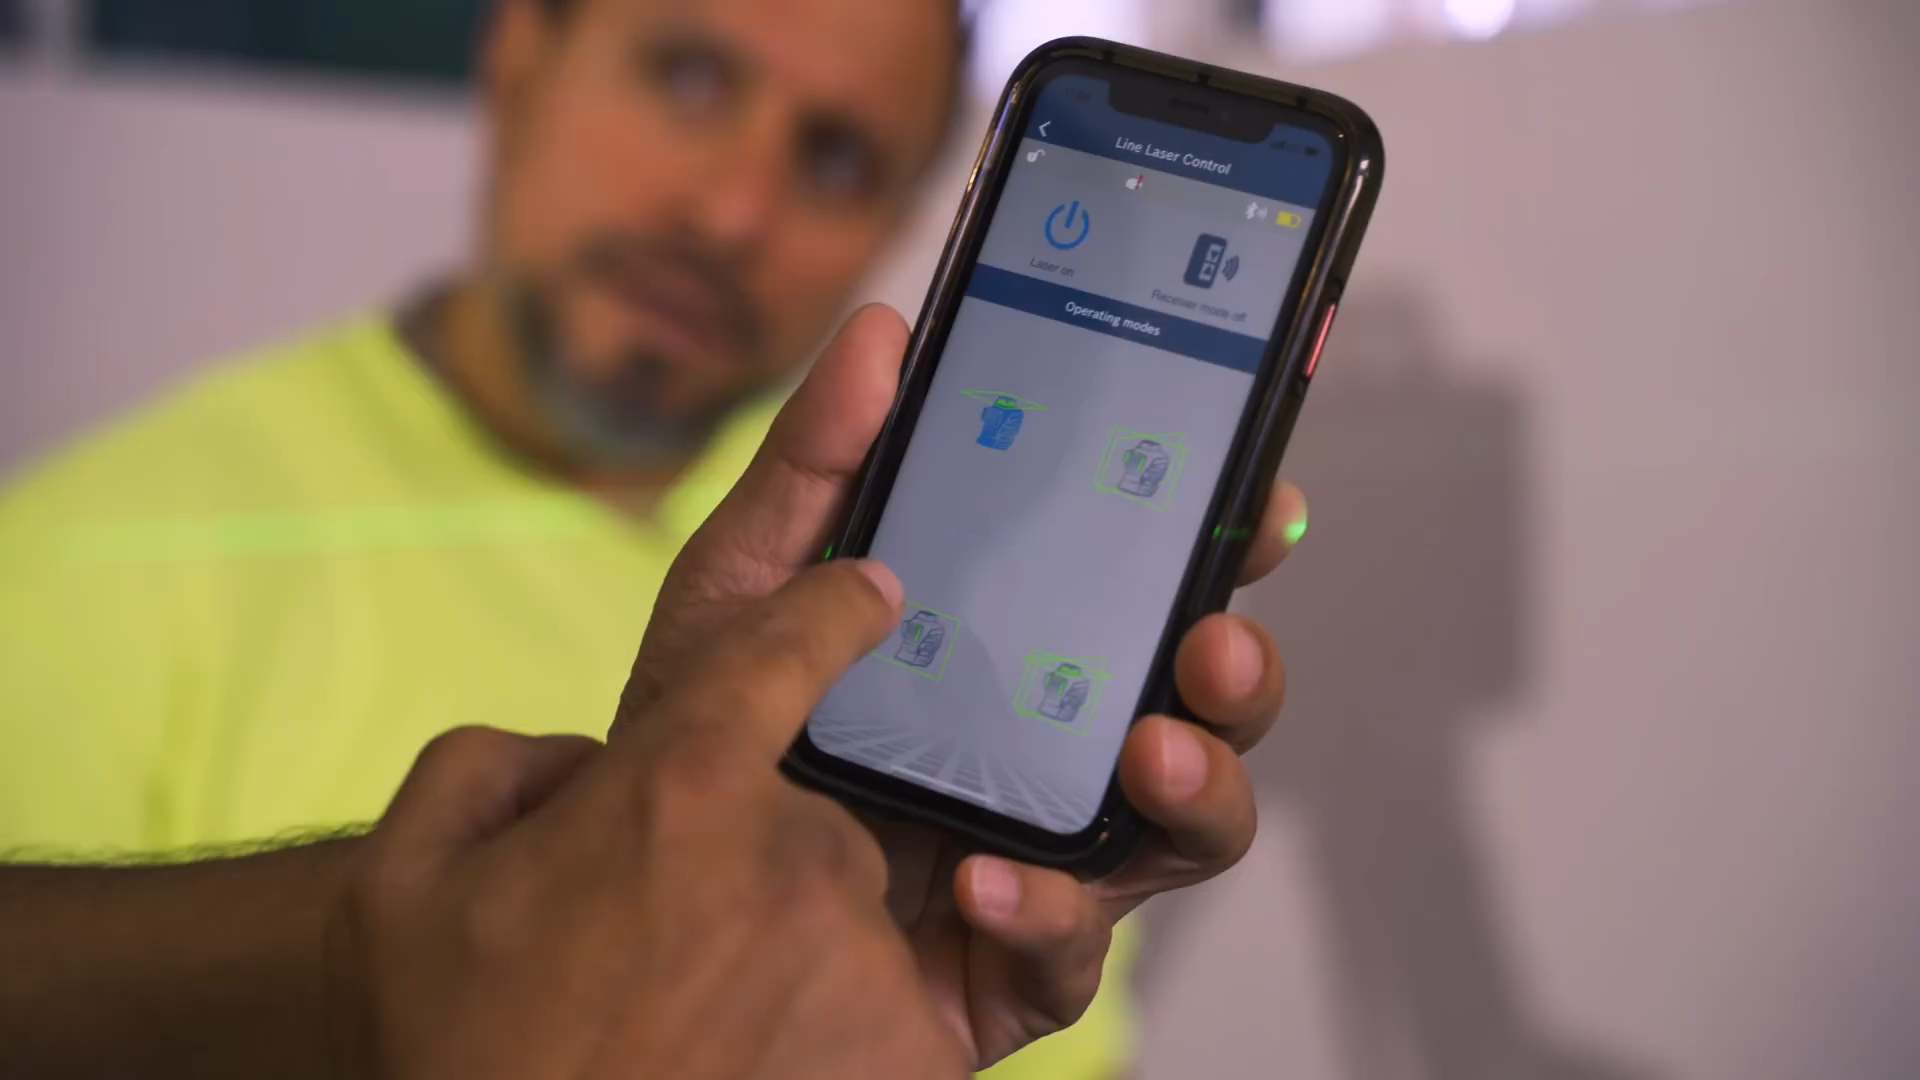 Line Laser Control
Laser on
Receiver mode off
Operating modes